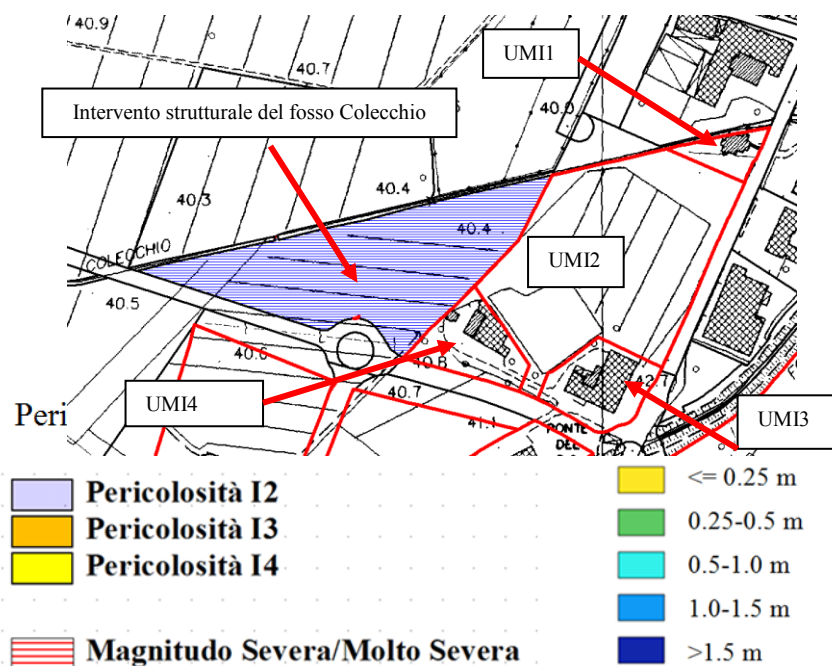 40.9
UMI1
40.7
Intervento strutturale del fosso Colecchio
40.0
40.3
40.4
40.4
COLECCHIO
UMI2
40.5
40.6
40.8
42.7
UMI4
40.7
UMI3
Peri
41.1
PONTE
DEL
Pericolosità I2
Pericolosità I3
Pericolosità I4
Magnitudo Severa/Molto Severa
<= 0.25 m
0.25-0.5 m
0.5-1.0 m
1.0-1.5 m
>1.5 m